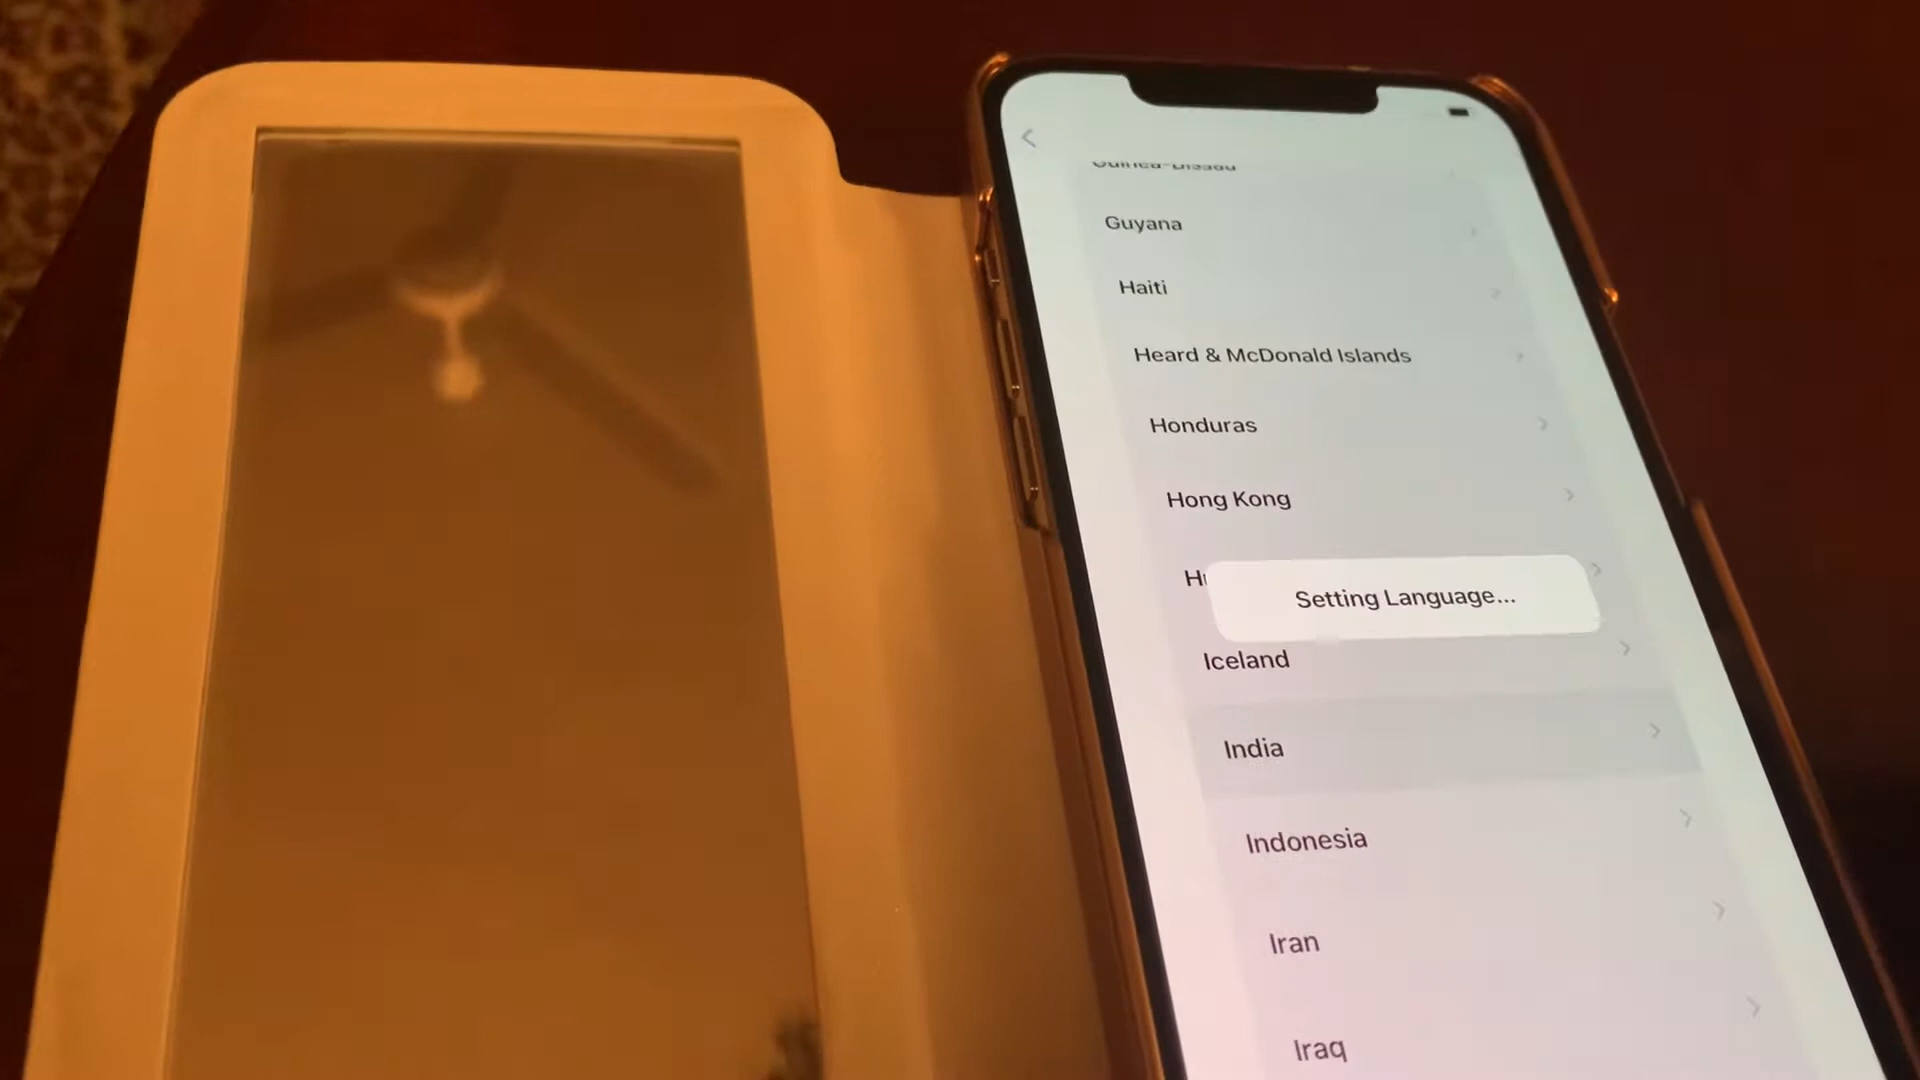 Guyana
Haiti
Heard & McDonald Islands
Honduras
Hong Kong
Setting Language...
Iceland
India
Indonesia
Iran
Iraq